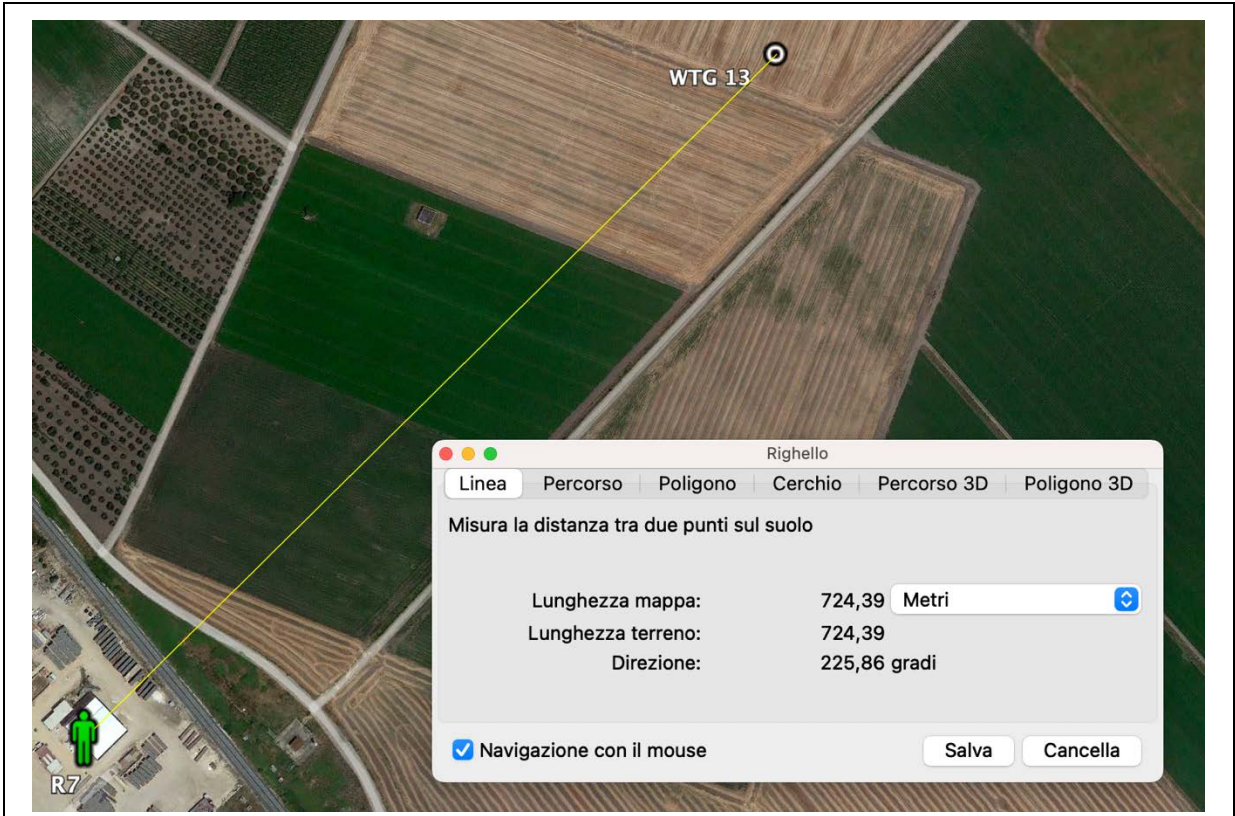 WTG 13
Righello
Linea Percorso Poligono Cerchio Percorso 3D Poligono 3D
Misura la distanza tra due punti sul suolo
Lunghezza mappa: 724,39 Metri
Lunghezza terreno: 724,39
Direzione: 225,86 gradi
Navigazione con il mouse Salva Cancella
R7